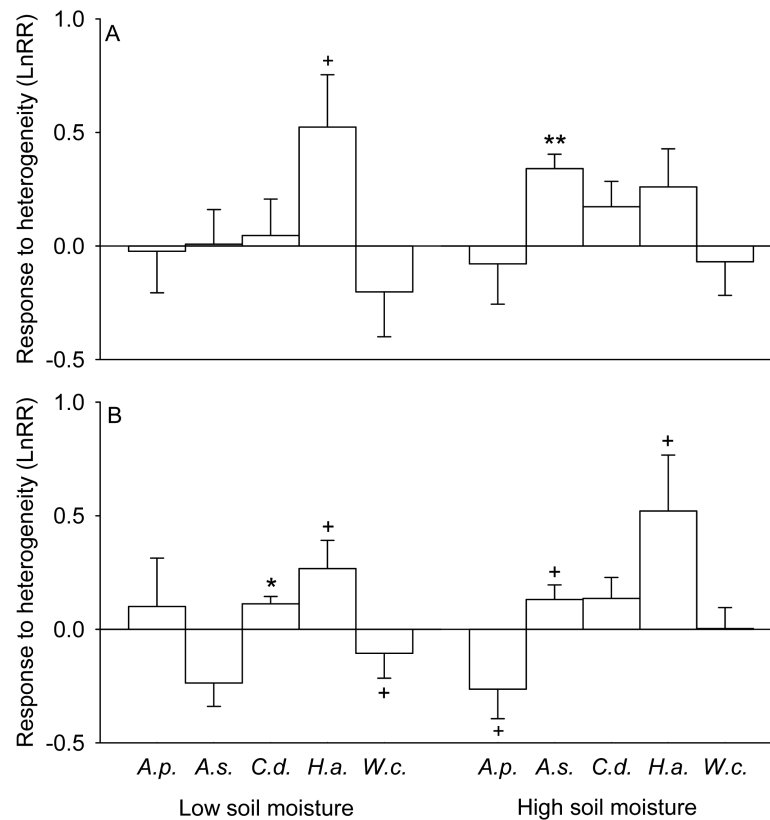 A
Response to heterogeneity (LnRR)
1.0
0.5
0.0
-0.5
+
**
B
Response to heterogeneity (LnRR)
1.0
0.5
0.0
-0.5
*
+
+
+
+
+
A.p. A.s. C.d. H.a. W.c. A.p. A.s. C.d. H.a. W.c.
Low soil moisture High soil moisture